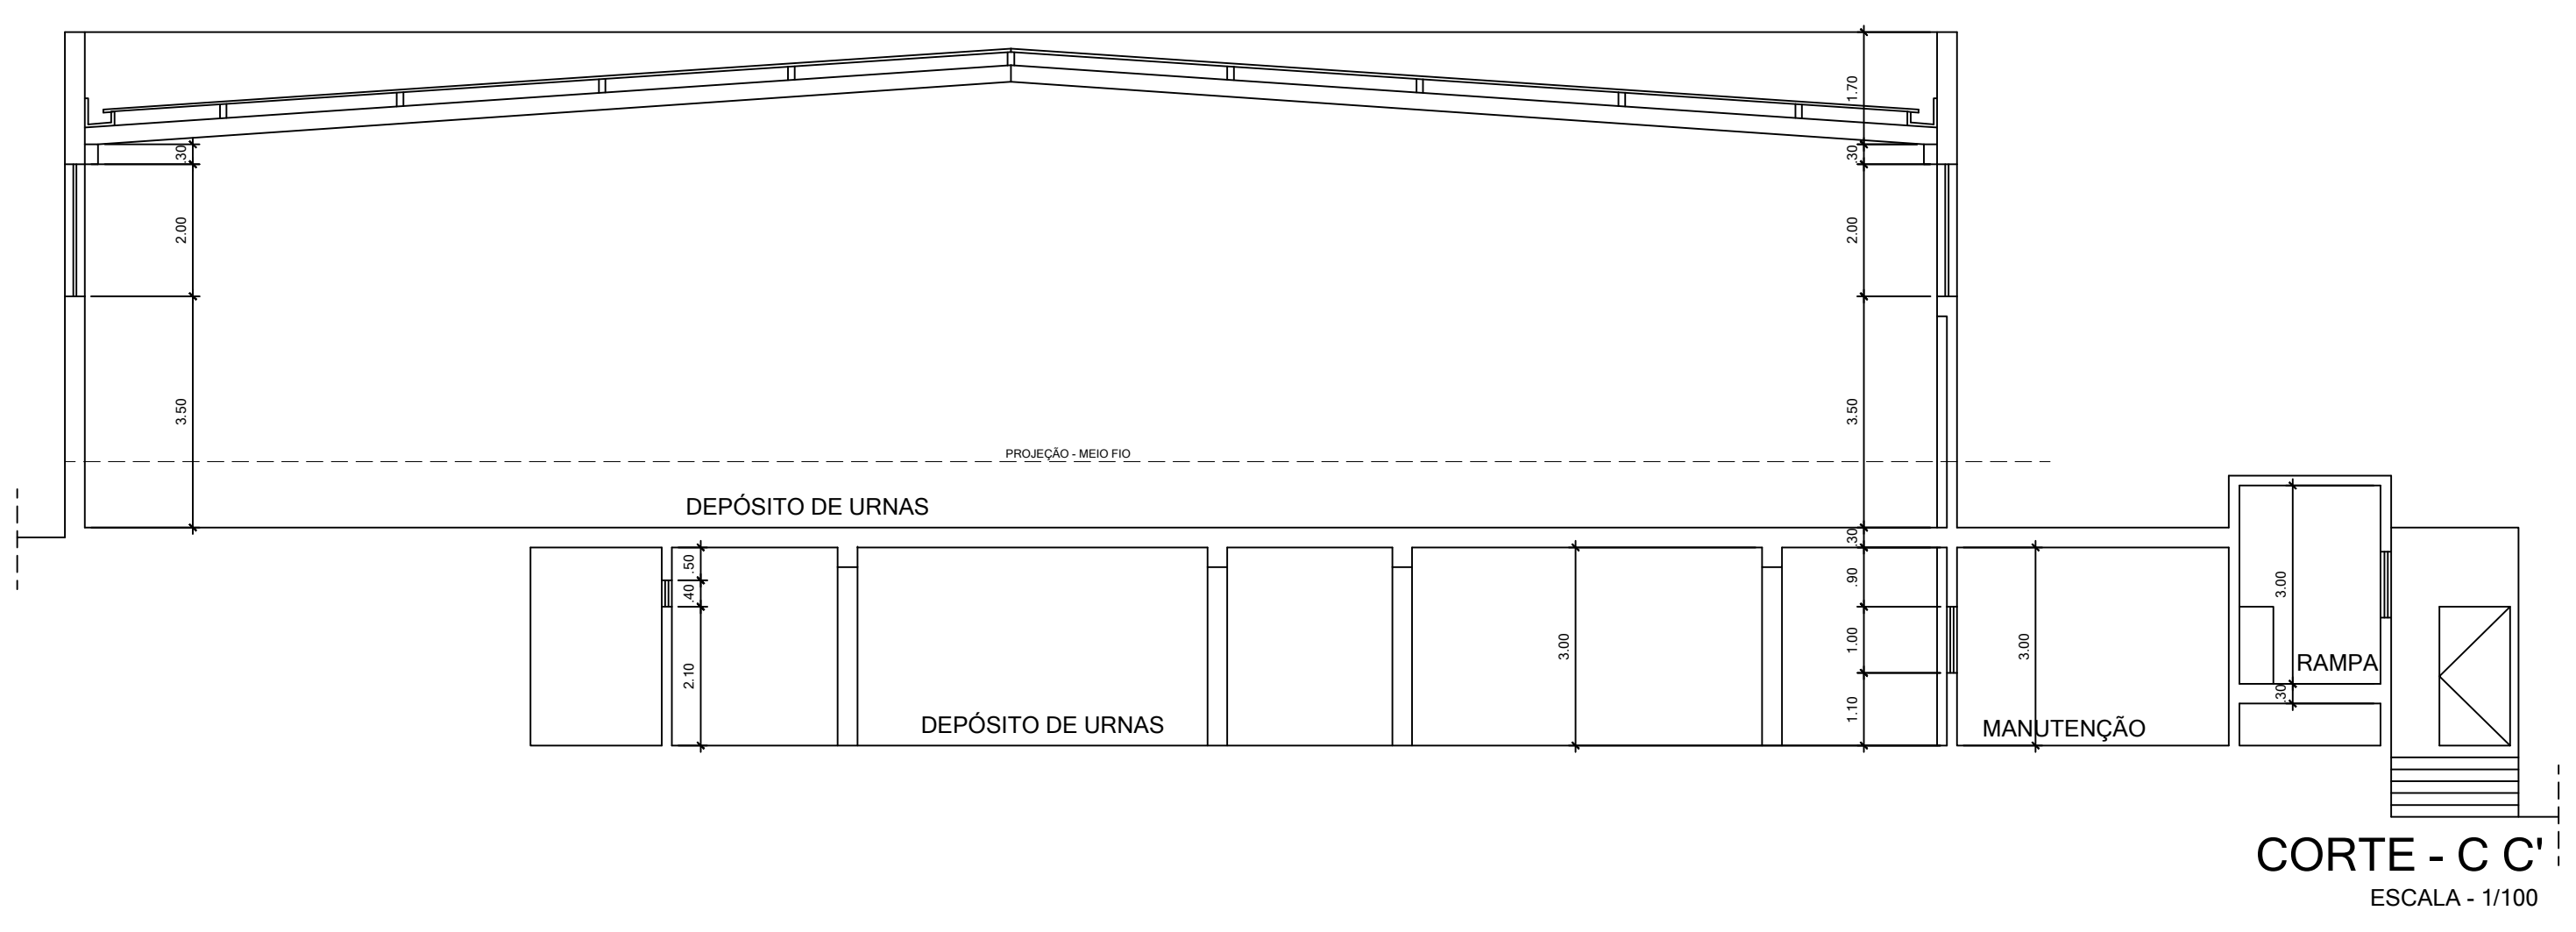 1.70
.30
.30
2.00
2.00
3.50
3.50
PROJEÇÃO - MEIO FIO
DEPÓSITO DE URNAS
.30
.50
.40
2.10
3.00
.90
1.00
1.10
3.00
3.00
.30
RAMPA
DEPÓSITO DE URNAS
MANUTENÇÃO
CORTE - C C'
ESCALA - 1/100